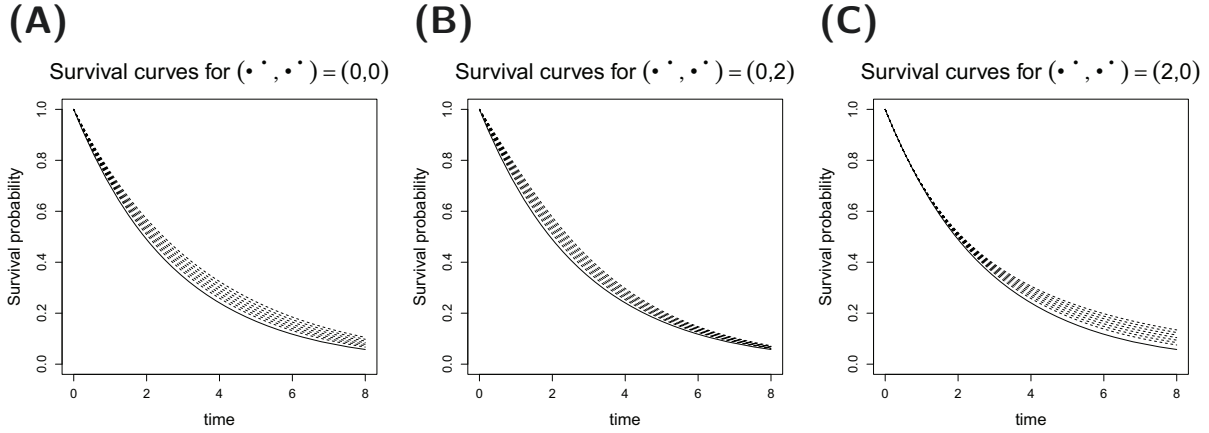 (A)
Survival curves for (• ˙, • ˙) = (0,0)
Survival probability
1.0
0.8
0.6
0.4
0.2
0.0
0 2 4 6 8
time
(B)
Survival curves for (• ˙, • ˙) = (0,2)
Survival probability
1.0
0.8
0.6
0.4
0.2
0.0
0 2 4 6 8
time
(C)
Survival curves for (• ˙, • ˙) = (2,0)
Survival probability
1.0
0.8
0.6
0.4
0.2
0.0
0 2 4 6 8
time